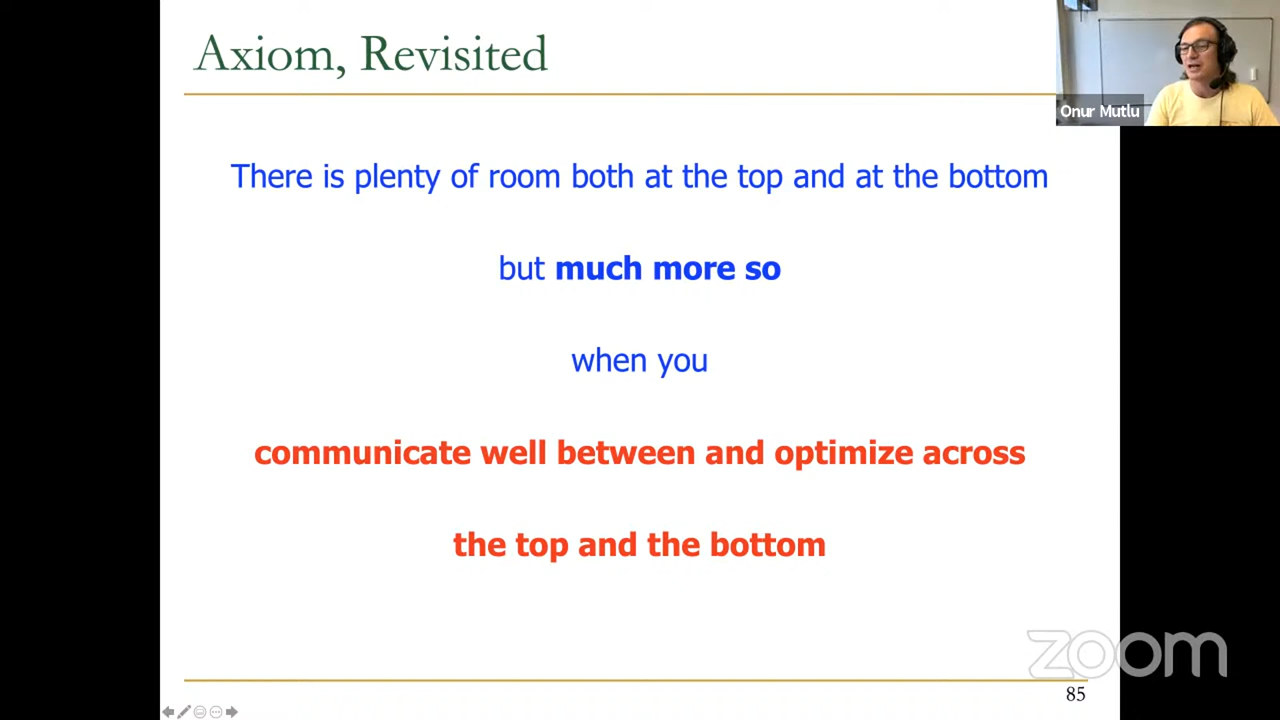 Axiom, Revisited
Onur Mutlu
There is plenty of room both at the top and at the bottom
but much more so
when you
communicate well between and optimize across
the top and the bottom
zoom
85